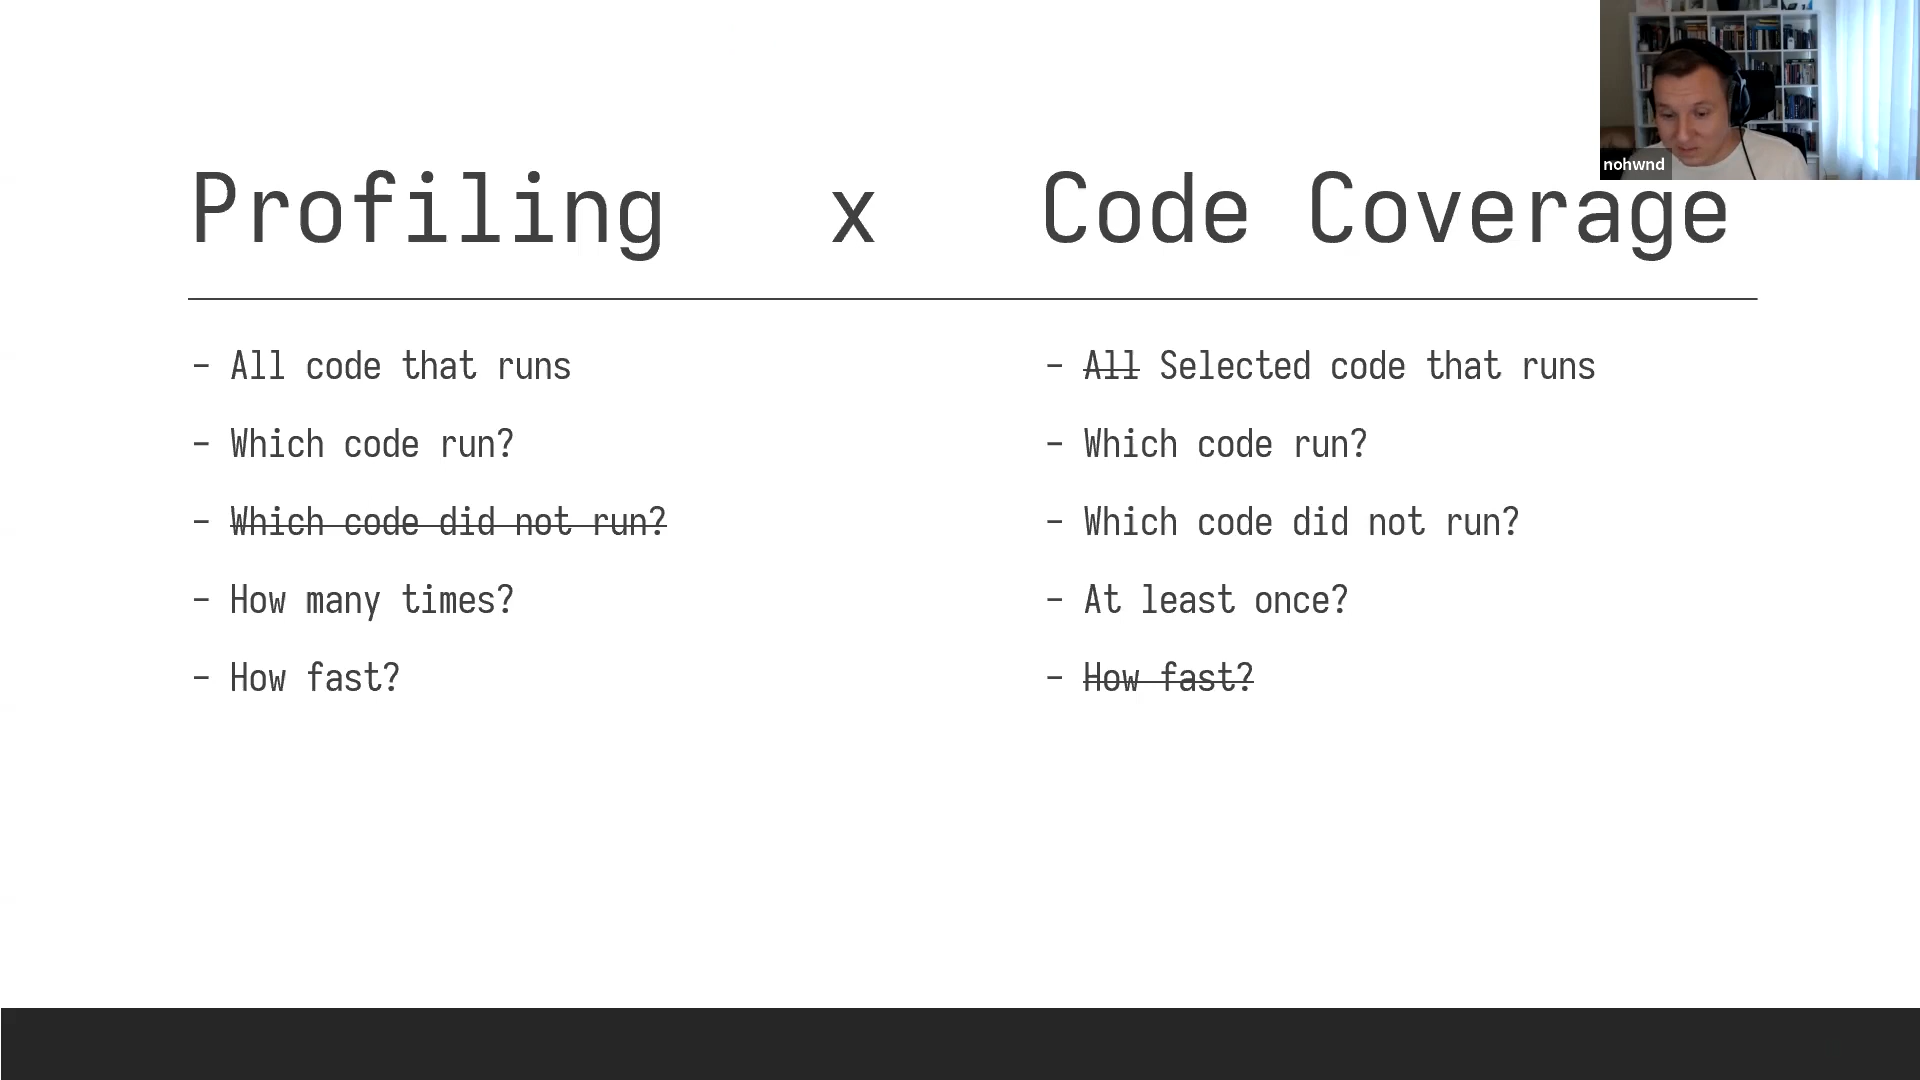 nohwnd
Profiling x Code Coverage
- All code that runs
- Which code run?
- Which code did not run?
- How many times?
- How fast?
- All Selected code that runs
- Which code run?
- Which code did not run?
- At least once?
- How fast?